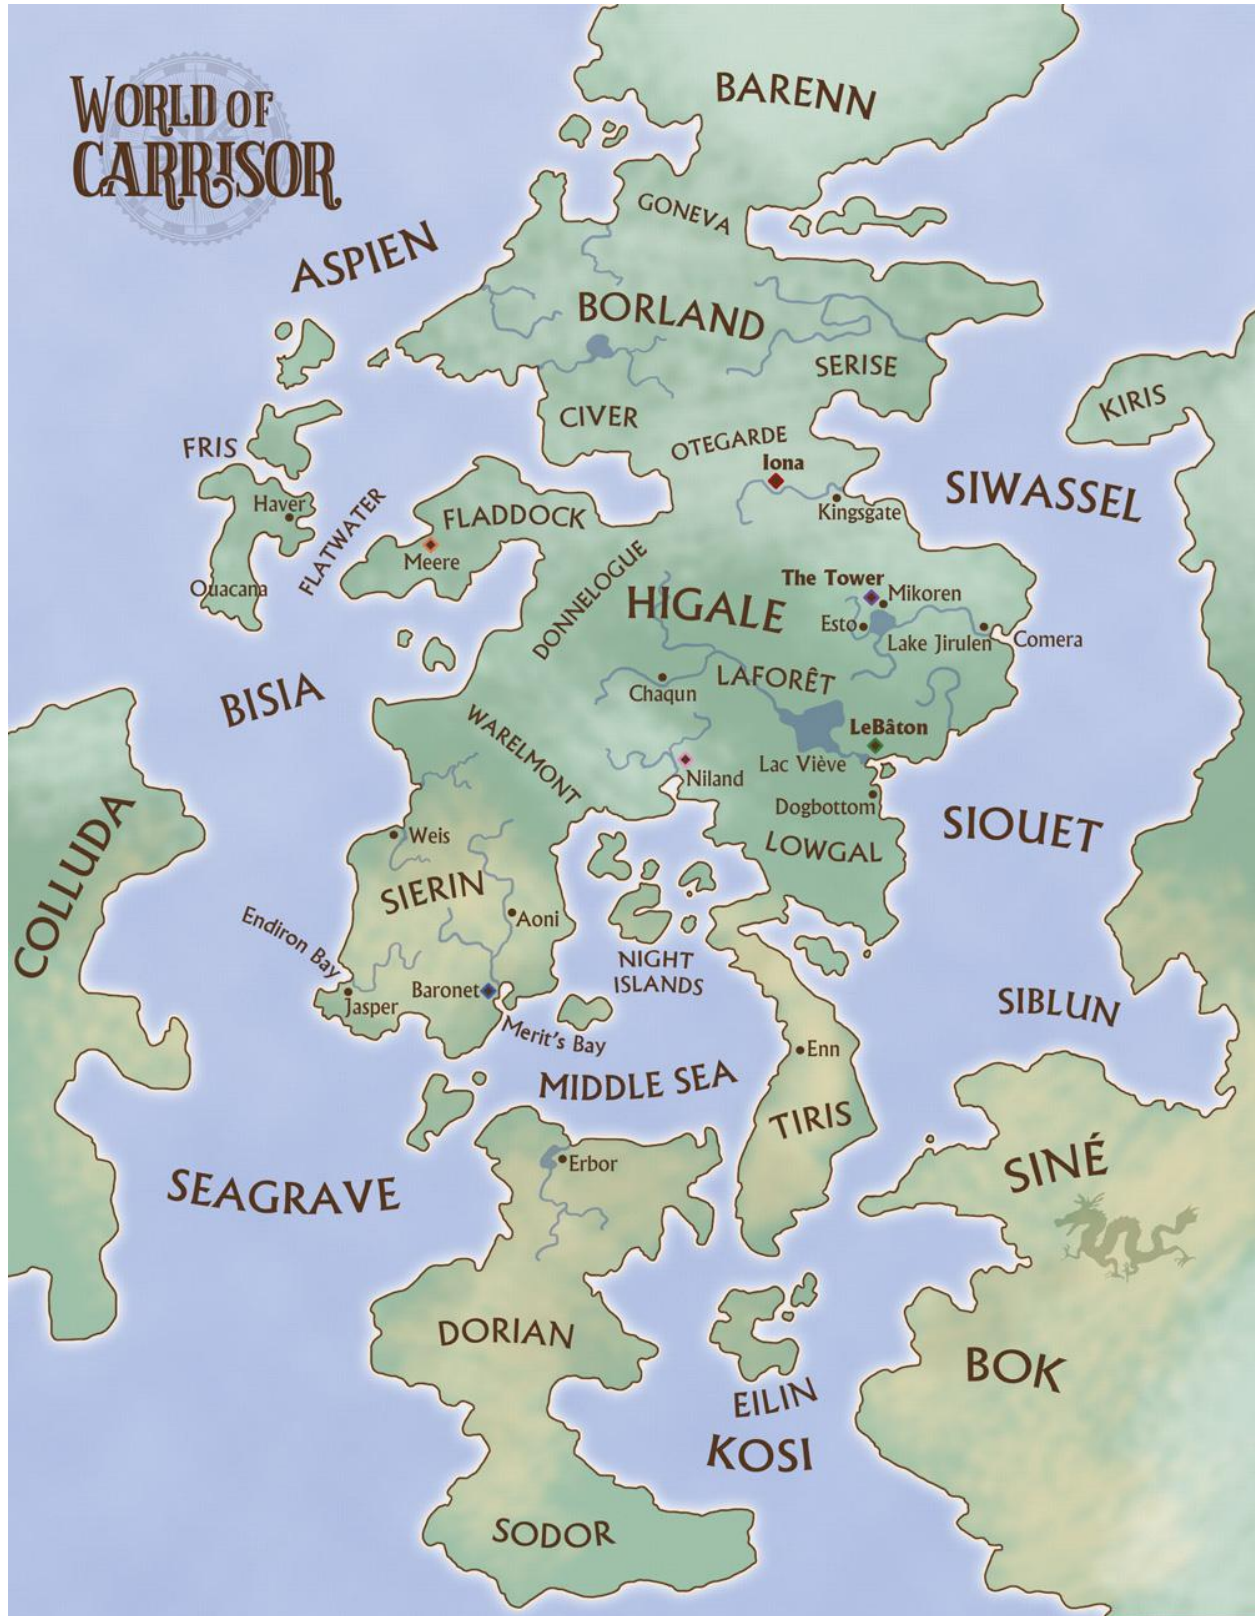 WORLD OF
CARRISOR
BARENN
GONEVA
ASPIEN
BORLAND
SERISE
KIRIS
CIVER
FRIS
OTEGARDE
Iona
SIWASSEL
Haver
FLATWATER
FLADDOCK
Kingsgate
Meere
DONNELOGUE
The Tower
Ouacana
HIGALE
Mikoren
Esto
Lake Jirulen
Comera
BISIA
Chaqun
LAFORÊT
WARELMONT
LeBâton
Lac Viève
Niland
Dogbottom
COLLUDA
Weis
SIOUET
LOWGAL
SIERIN
Aoni
Endiron Bay
NIGHT
ISLANDS
Baronet
Jasper
SIBLUN
Merit's Bay
Enn
MIDDLE SEA
TIRIS
Erbor
SINÉ
SEAGRAVE
DORIAN
BOK
EILIN
KOSI
SODOR